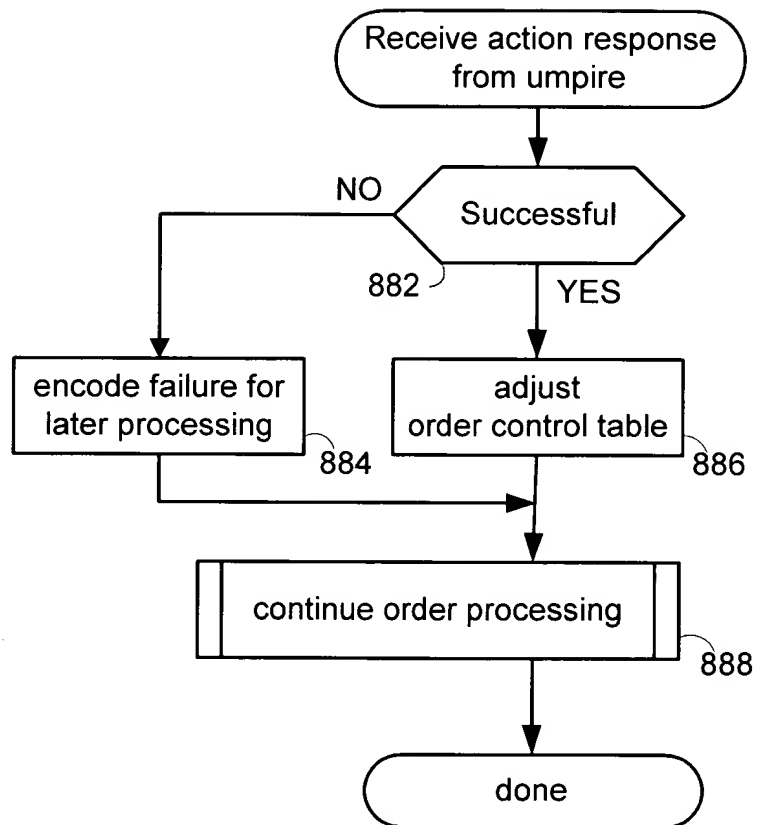 Receive action response
from umpire
NO
Successful
882
YES
encode failure for
later processing
884
adjust
order control table
886
continue order processing
888
done